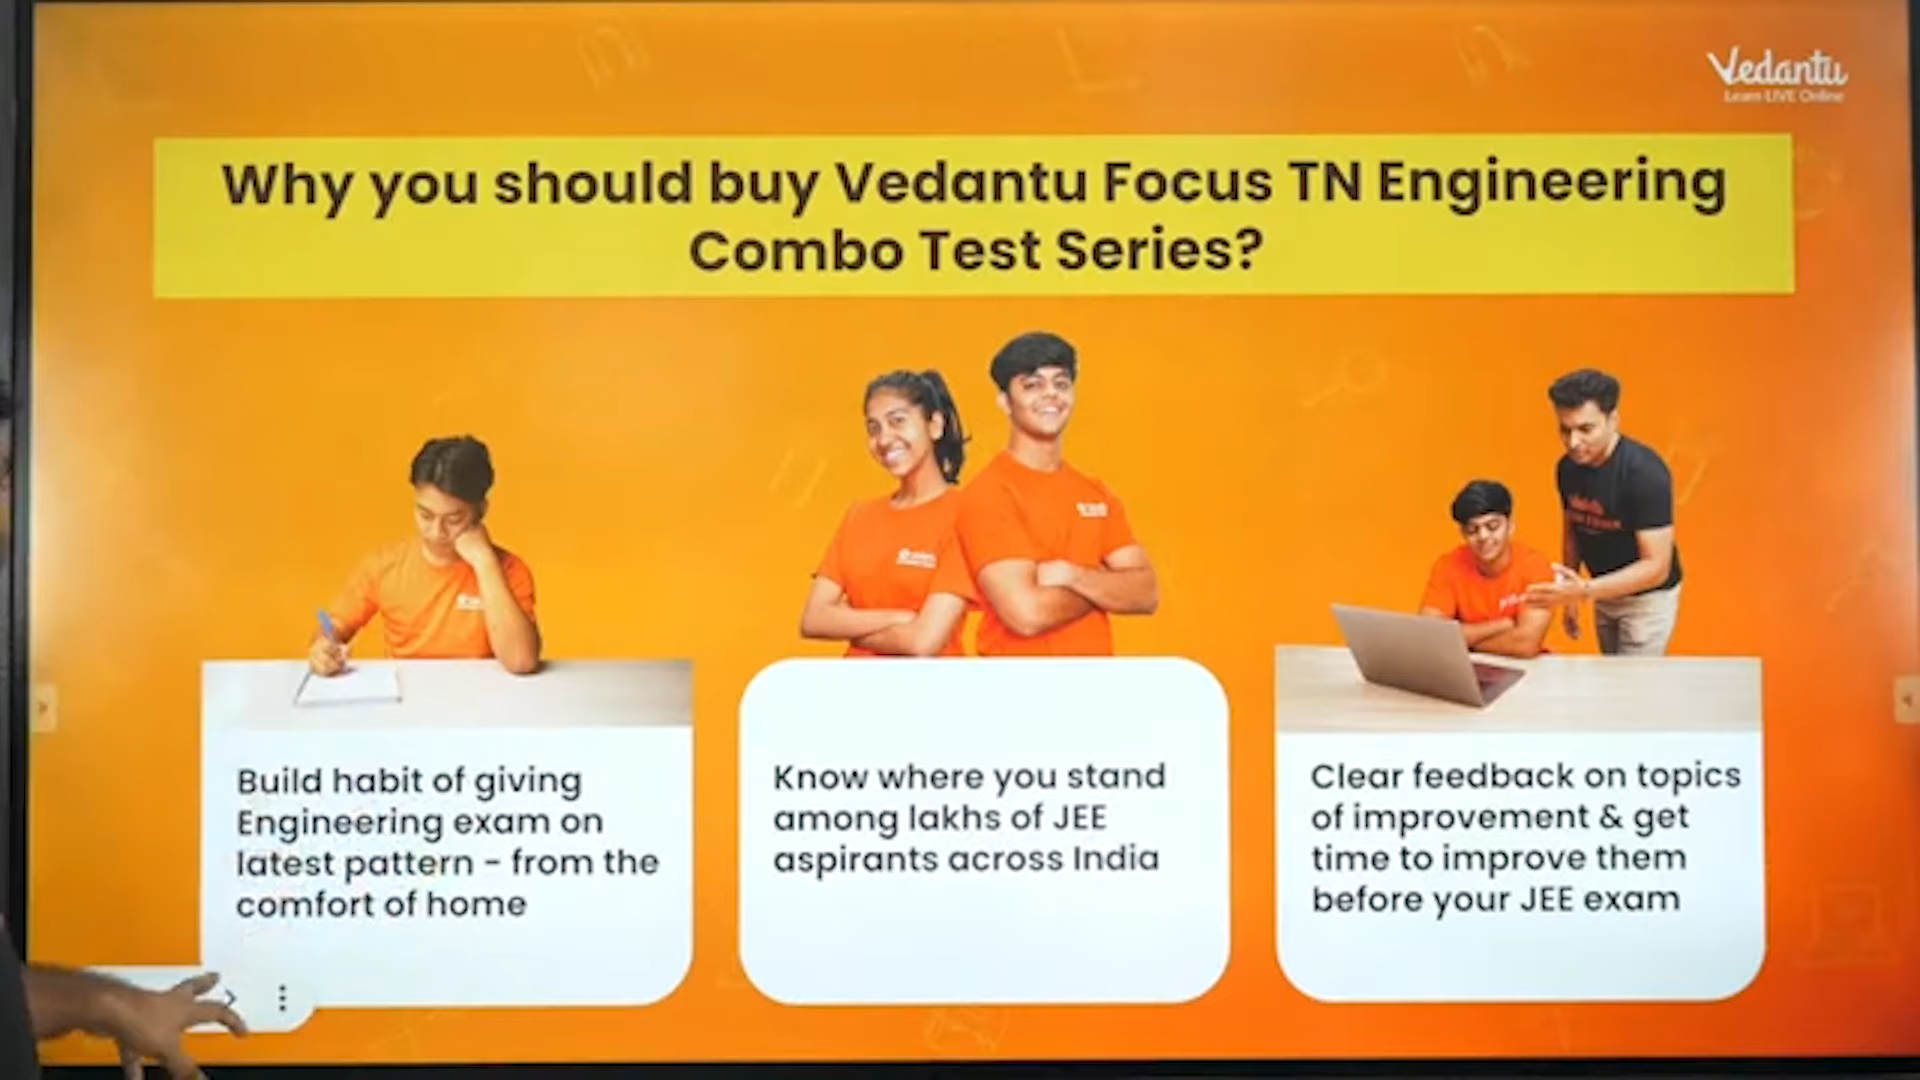 Vedantu
Learn LIVE Online
Why you should buy Vedantu Focus TN Engineering
Combo Test Series?
Build habit of giving
Engineering exam on
latest pattern - from the
comfort of home
Know where you stand
among lakhs of JEE
aspirants across India
Clear feedback on topics
of improvement & get
time to improve them
before your JEE exam